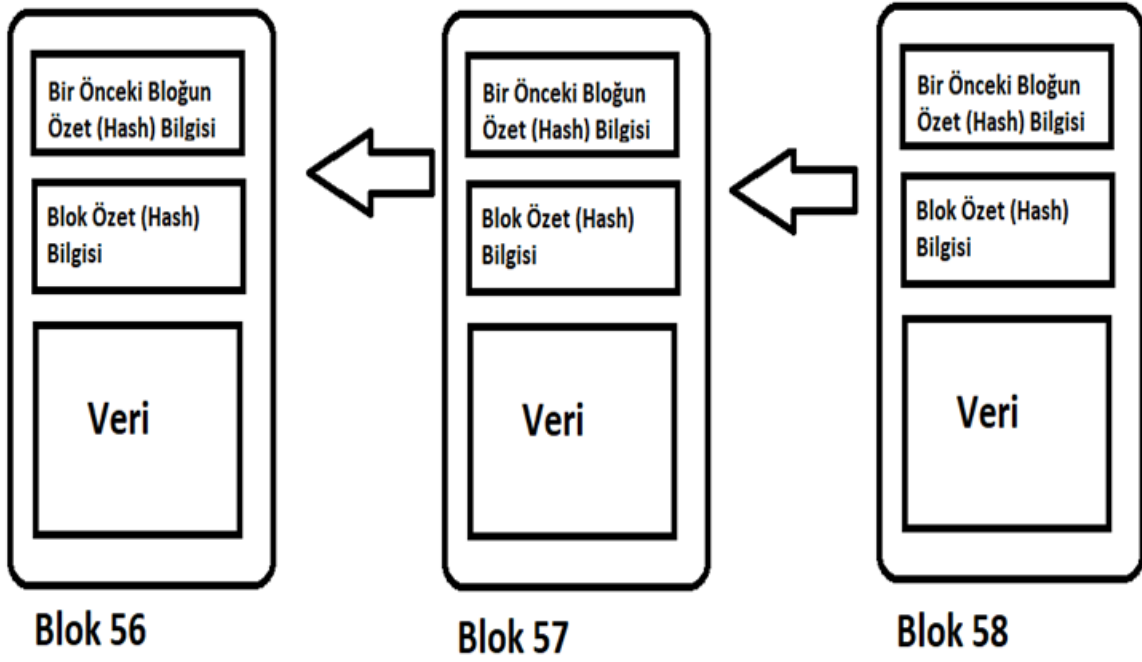 Bir Önceki Bloğun
Özet (Hash) Bilgisi
Blok Özet (Hash)
Bilgisi
Veri
Blok 56
Bir Önceki Bloğun
Özet (Hash) Bilgisi
Blok Özet (Hash)
Bilgisi
Veri
Blok 57
Bir Önceki Bloğun
Özet (Hash) Bilgisi
Blok Özet (Hash)
Bilgisi
Veri
Blok 58